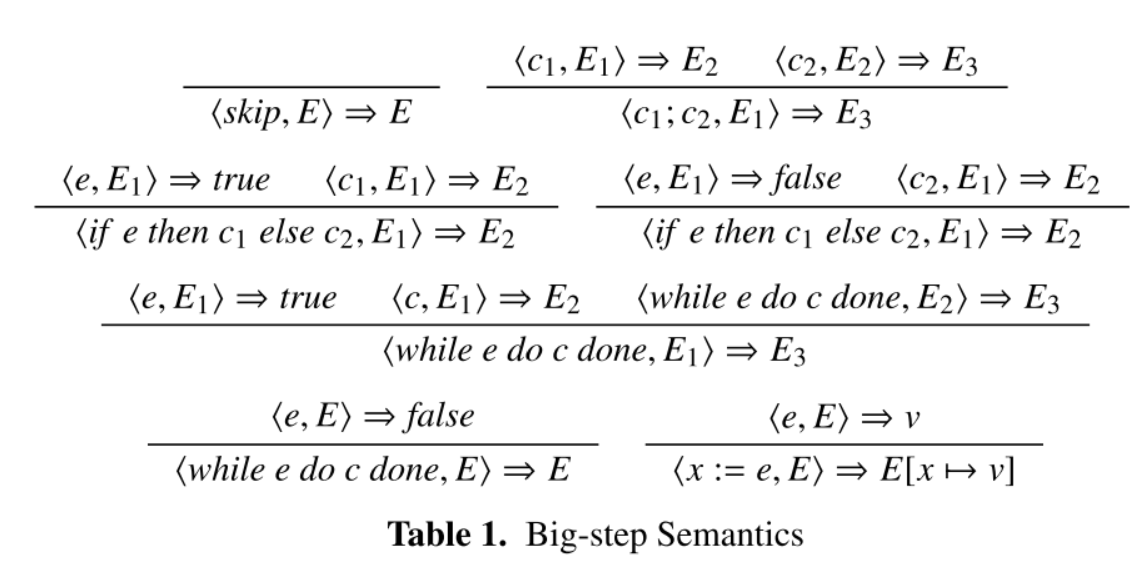 ⟨c₁, E₁⟩ ⇒ E₂ ⟨c₂, E₂⟩ ⇒ E₃
⟨skip, E⟩ ⇒ E ⟨c₁; c₂, E₁⟩ ⇒ E₃
⟨e, E₁⟩ ⇒ true ⟨c₁, E₁⟩ ⇒ E₂ ⟨e, E₁⟩ ⇒ false ⟨c₂, E₁⟩ ⇒ E₂
⟨if e then c₁ else c₂, E₁⟩ ⇒ E₂ ⟨if e then c₁ else c₂, E₁⟩ ⇒ E₂
⟨e, E₁⟩ ⇒ true ⟨c, E₁⟩ ⇒ E₂ ⟨while e do c done, E₂⟩ ⇒ E₃
⟨while e do c done, E₁⟩ ⇒ E₃
⟨e, E⟩ ⇒ false ⟨e, E⟩ ⇒ v
⟨while e do c done, E⟩ ⇒ E ⟨x := e, E⟩ ⇒ E[x ↦ v]
Table 1. Big-step Semantics